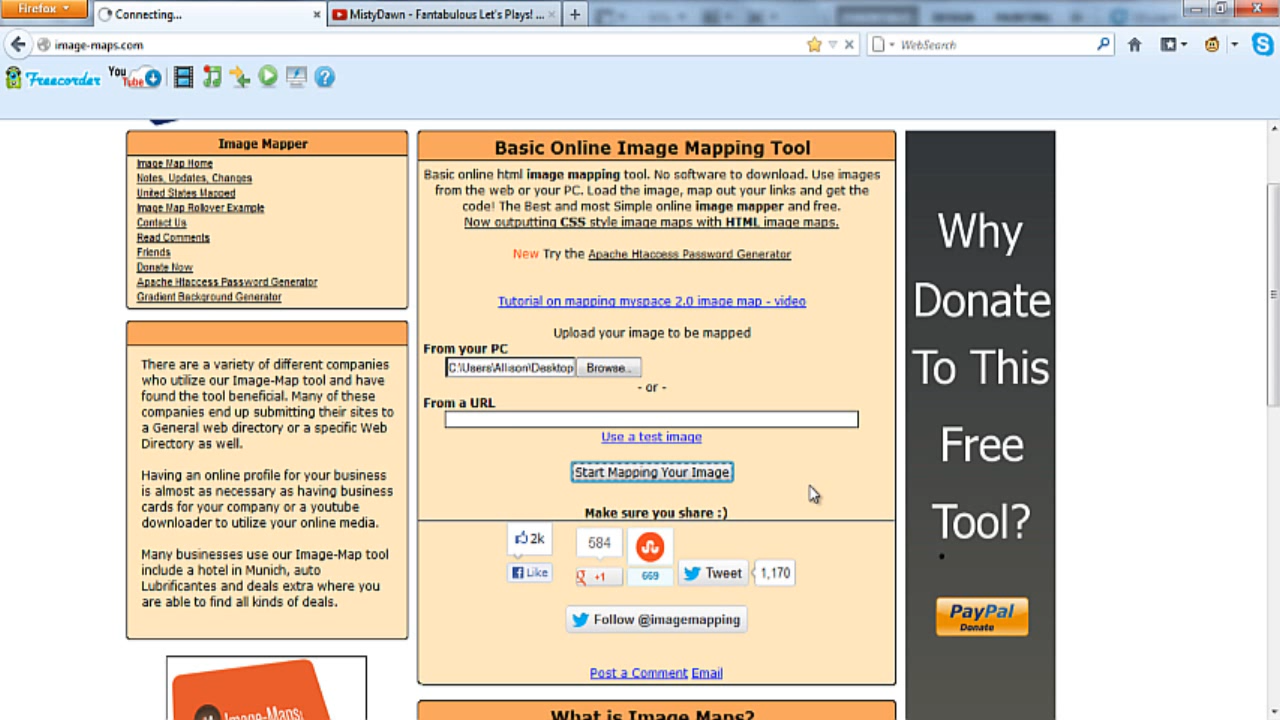 Firefox
Connecting...
MistyDawn - Fantabulous Let's Plays! ...
image-maps.com
WebSearch
Freecorder
You
Tube
Image Mapper
Image Map Home
Notes, Updates, Changes
United States Mapped
Image Map Rollover Example
Contact Us
Read Comments
Friends
Donate Now
Apache Htaccess Password Generator
Gradient Background Generator
There are a variety of different companies
who utilize our Image-Map tool and have
found the tool beneficial. Many of these
companies end up submitting their sites to
a General web directory or a specific Web
Directory as well.
Having an online profile for your business
is almost as necessary as having business
cards for your company or a youtube
downloader to utilize your online media.
Many businesses use our Image-Map tool
include a hotel in Munich, auto
Lubrificantes and deals extra where you
are able to find all kinds of deals.
Image-Maps:
Basic Online Image Mapping Tool
Basic online html image mapping tool. No software to download. Use images
from the web or your PC. Load the image, map out your links and get the
code! The Best and most Simple online image mapper and free.
Now outputting CSS style image maps with HTML image maps.
New Try the Apache Htaccess Password Generator
Tutorial on mapping myspace 2.0 image map - video
Upload your image to be mapped
From your PC
C:\Users\Allison\Desktop
Browse...
- or -
From a URL
Use a test image
Start Mapping Your Image
Make sure you share :)
2k
Like
584
+1
669
Tweet
1,170
Follow @imagemapping
Post a Comment Email
What is Image Maps?
Why
Donate
To This
Free
Tool?
PayPal
Donate